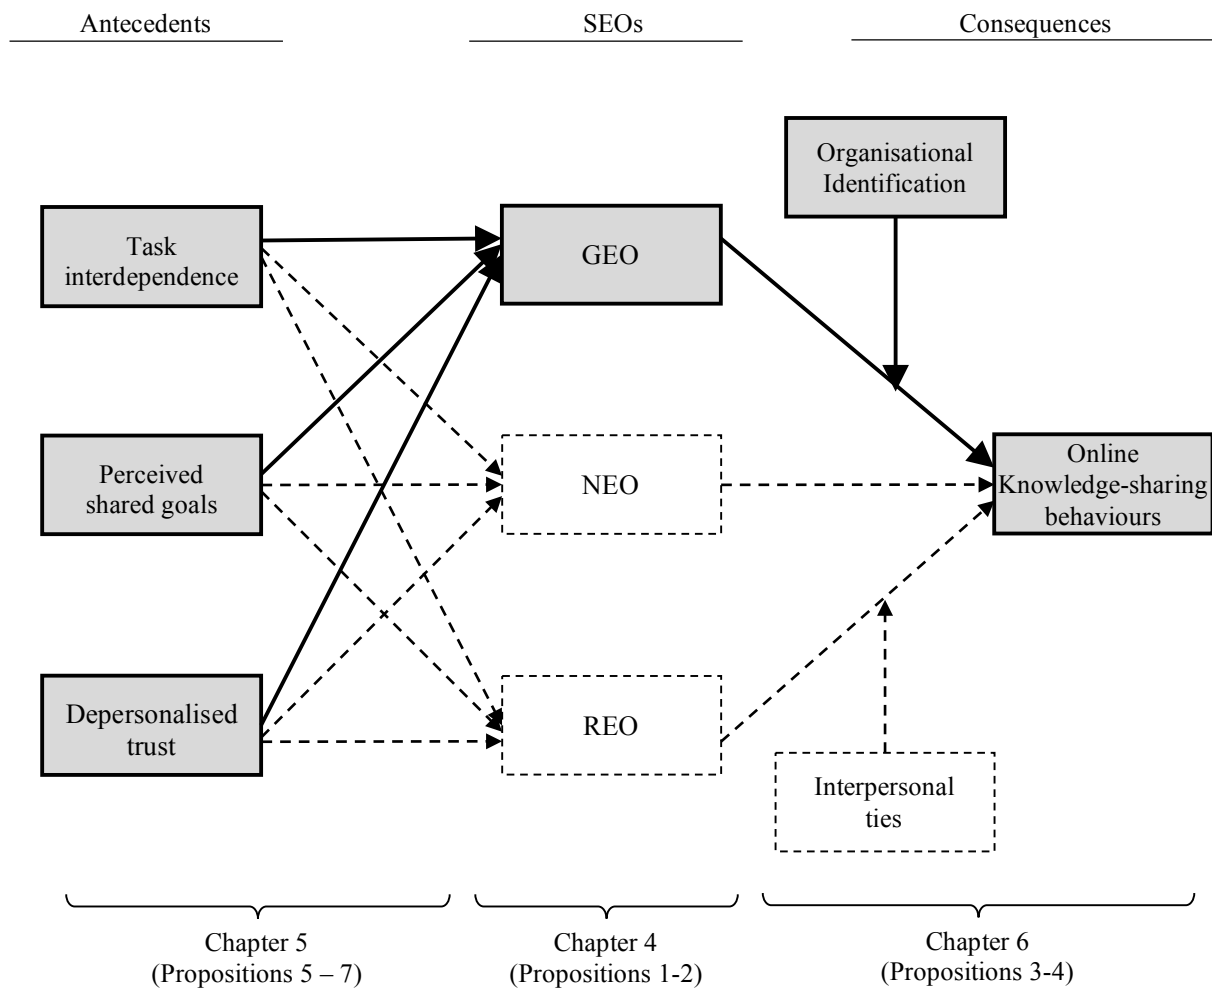 Antecedents
SEOs
Consequences
Organisational
Identification
Task
interdependence
GEO
Perceived
shared goals
NEO
Online
Knowledge-sharing
behaviours
Depersonalised
trust
REO
Interpersonal
ties
Chapter 5
(Propositions 5 – 7)
Chapter 4
(Propositions 1-2)
Chapter 6
(Propositions 3-4)